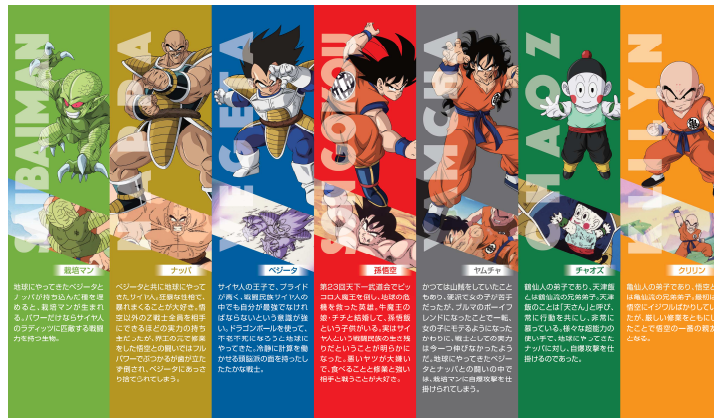 SAIBAIMAN
栽培マン
地球にやってきたベジータと
ナッパが持ち込んだ種を埋
めると、栽培マンが生まれ
る。パワーだけならサイヤ人
のラディッツに匹敵する戦闘
力を持つ生物。
NAPPA
ナッパ
ベジータと共に地球にやって
きたサイヤ人。狂暴な性格で、
暴れまくることが大好き。悟
空以外のZ戦士全員を相手
にできるほどの実力の持ち
主だったが、界王の元で修業
をした悟空との闘いではフル
パワーでぶつかるが歯が立た
ず倒され、ベジータにあっさ
り捨てられてしまう。
VEGETA
ベジータ
サイヤ人の王子で、プライド
が高く、戦闘民族サイヤ人の
中でも自分が最強でなけれ
ばならないという意識が強
い。ドラゴンボールを使って、
不老不死になろうと地球に
やってきた。冷静に計算を働
かせる頭脳派の面を持ったし
たたかな戦士。
SON GOKOU
孫悟空
第23回天下一武道会でピッ
コロ大魔王を倒し、地球の危
機を救った英雄。牛魔王の
娘・チチと結婚して、孫悟飯
という子供がいる。実はサイ
ヤ人という戦闘民族の生き残
りだということが明らかに
なった。悪いヤツが大嫌い
で、食べることと修業と強い
相手と戦うことが大好き。
YAMCHA
ヤムチャ
かつては山賊をしていたこと
もあり、硬派で女の子が苦手
だったが、ブルマのボーイフ
レンドになったことで一転、
女の子にモテるようになった
かわりに、戦士としての実力
は今一つ伸びなかったよう
だ。地球にやってきたベジー
タとナッパとの闘いの中で
は、栽培マンに自爆攻撃を仕
掛けられてしまう。
CHAOZ
チャオズ
鶴仙人の弟子であり、天津飯
とは鶴仙流の兄弟弟子。天津
飯のことは「天さん」と呼び、
常に行動を共にし、非常に
慕っている。様々な超能力の
使い手で、地球にやってきた
ナッパに対し、自爆攻撃を仕
掛けるのであった。
KULILYN
クリリン
亀仙人の弟子であり、悟空と
は亀仙流の兄弟弟子。最初は
悟空にイジワルばかりしてい
たが、厳しい修業をともにし
たことで悟空の一番の親友
となる。